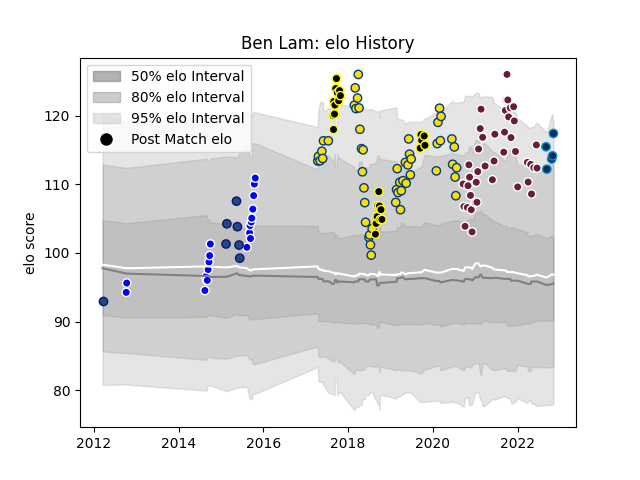 Ben Lam: elo History
50% elo Interval
80% elo Interval
95% elo Interval
Post Match elo
elo score
120
110
100
90
80
2012
2014
2016
2018
2020
2022